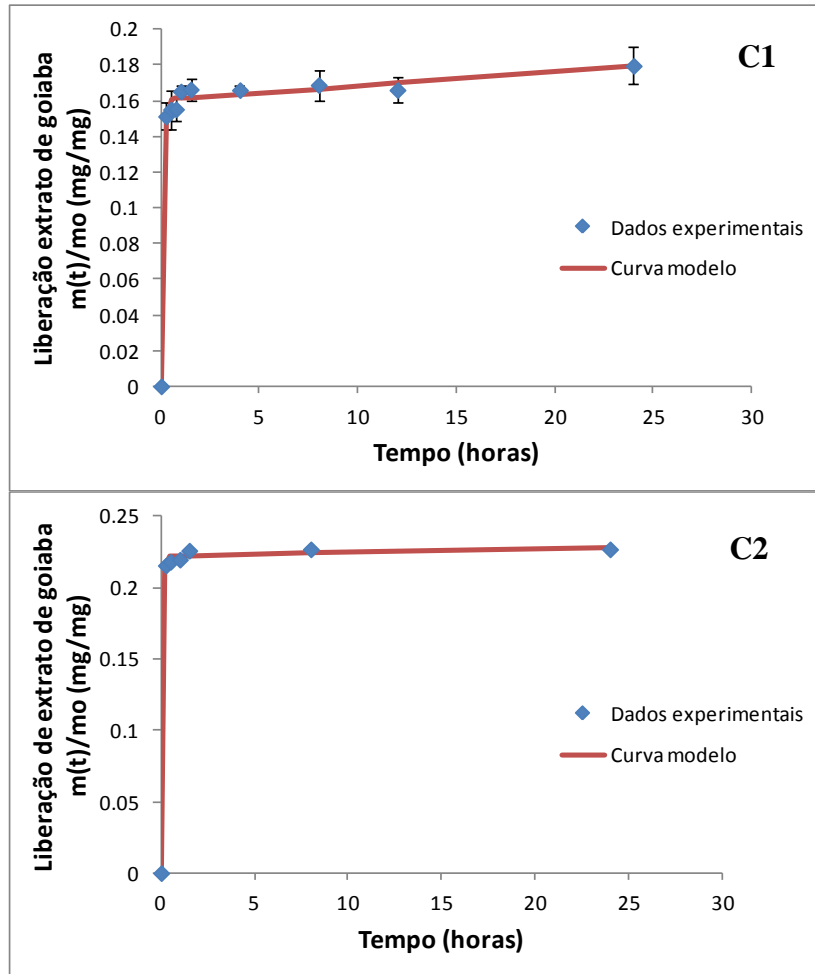 C1
Liberação extrato de goiaba
m(t)/mo (mg/mg)
0.2
0.18
0.16
0.14
0.12
0.1
0.08
0.06
0.04
0.02
0
0 5 10 15 20 25 30
Tempo (horas)
Dados experimentais
Curva modelo
C2
Liberação de extrato de goiaba
m(t)/mo (mg/mg)
0.25
0.2
0.15
0.1
0.05
0
0 5 10 15 20 25 30
Tempo (horas)
Dados experimentais
Curva modelo